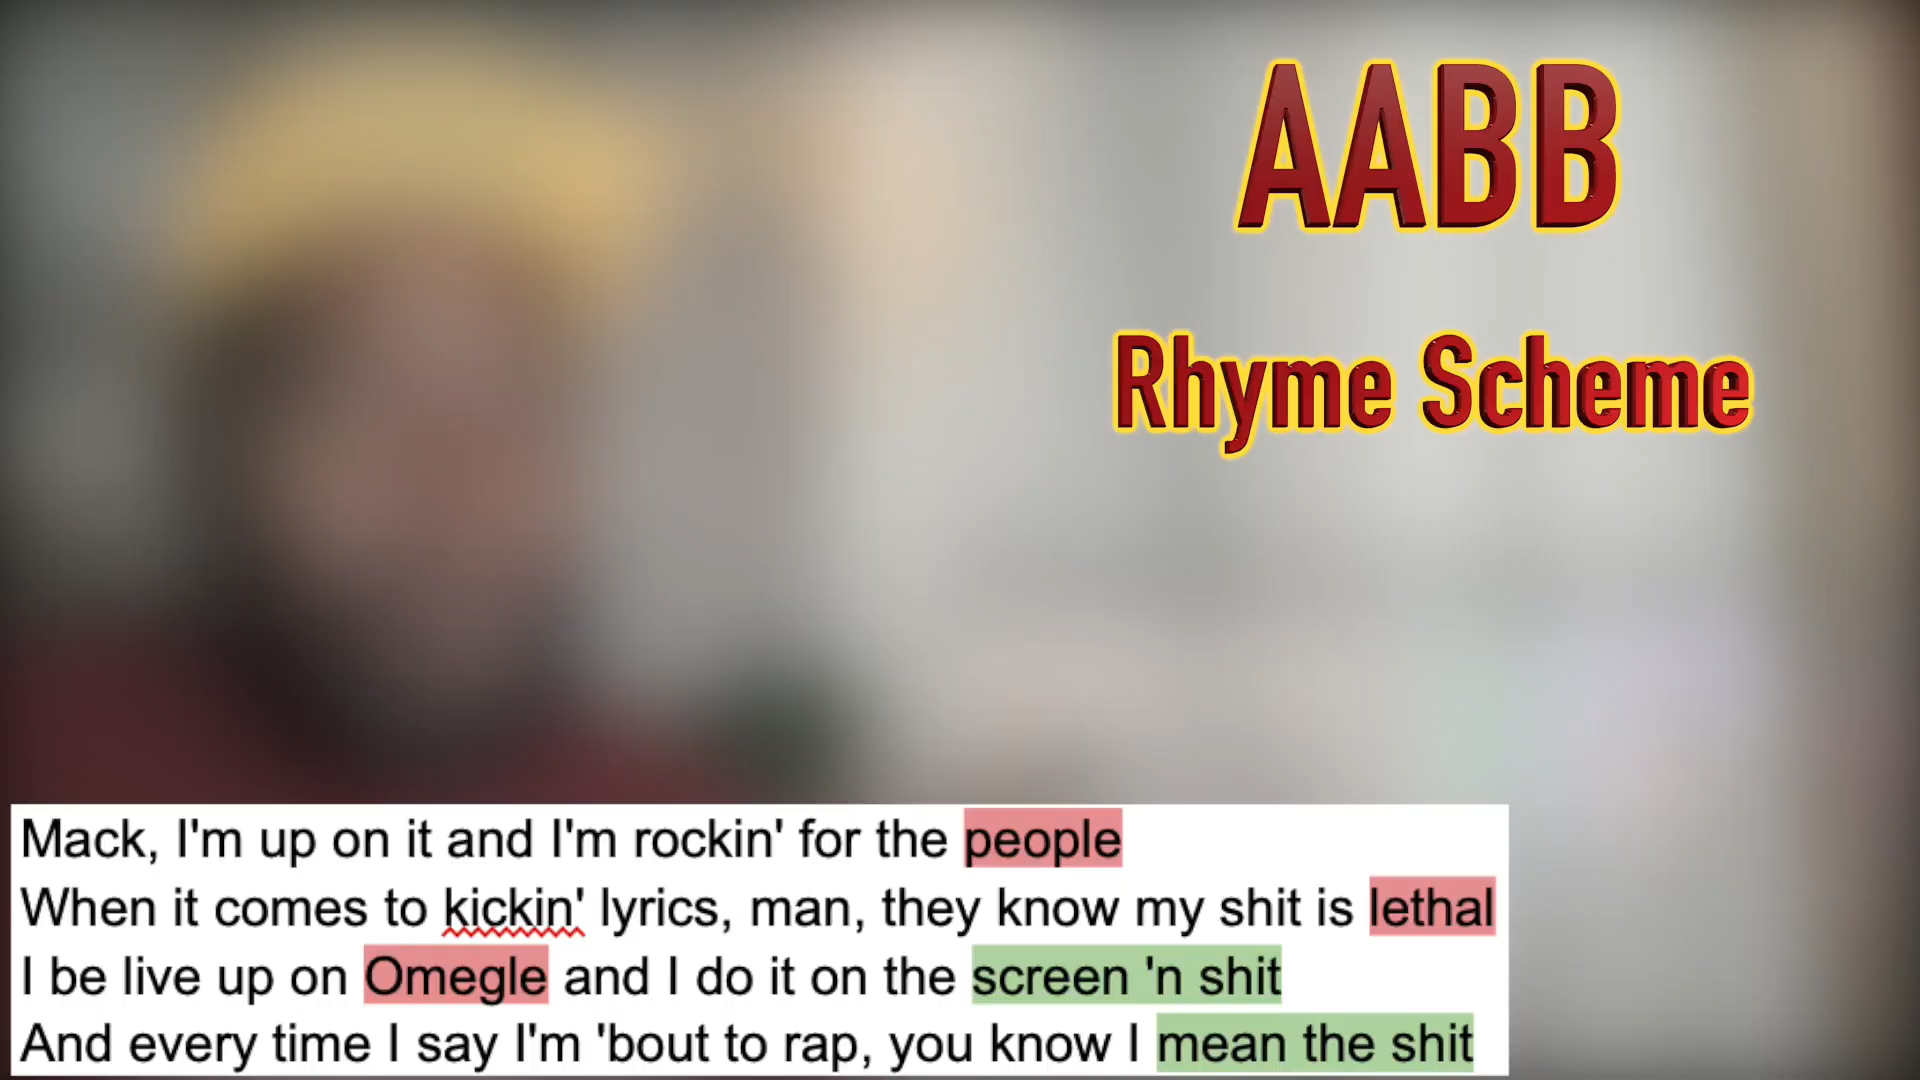 AABB
Rhyme Scheme
Mack, I'm up on it and I'm rockin' for the people
When it comes to kickin' lyrics, man, they know my shit is lethal
I be live up on Omegle and I do it on the screen 'n shit
And every time I say I'm 'bout to rap, you know I mean the shit